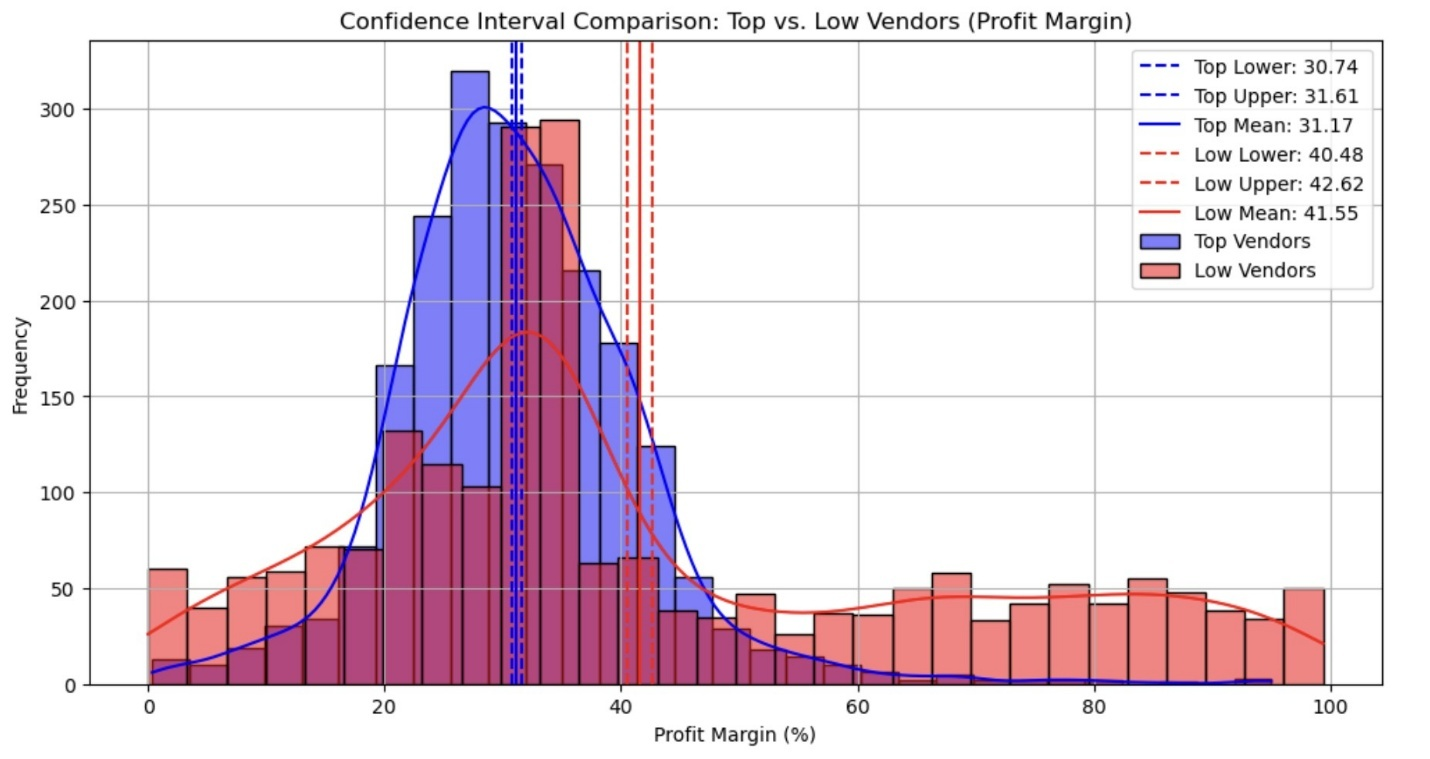 Confidence Interval Comparison: Top vs. Low Vendors (Profit Margin)
Top Lower: 30.74
Top Upper: 31.61
Top Mean: 31.17
Low Lower: 40.48
Low Upper: 42.62
Low Mean: 41.55
Top Vendors
Low Vendors
Frequency
300
250
200
150
100
50
0
0 20 40 60 80 100
Profit Margin (%)